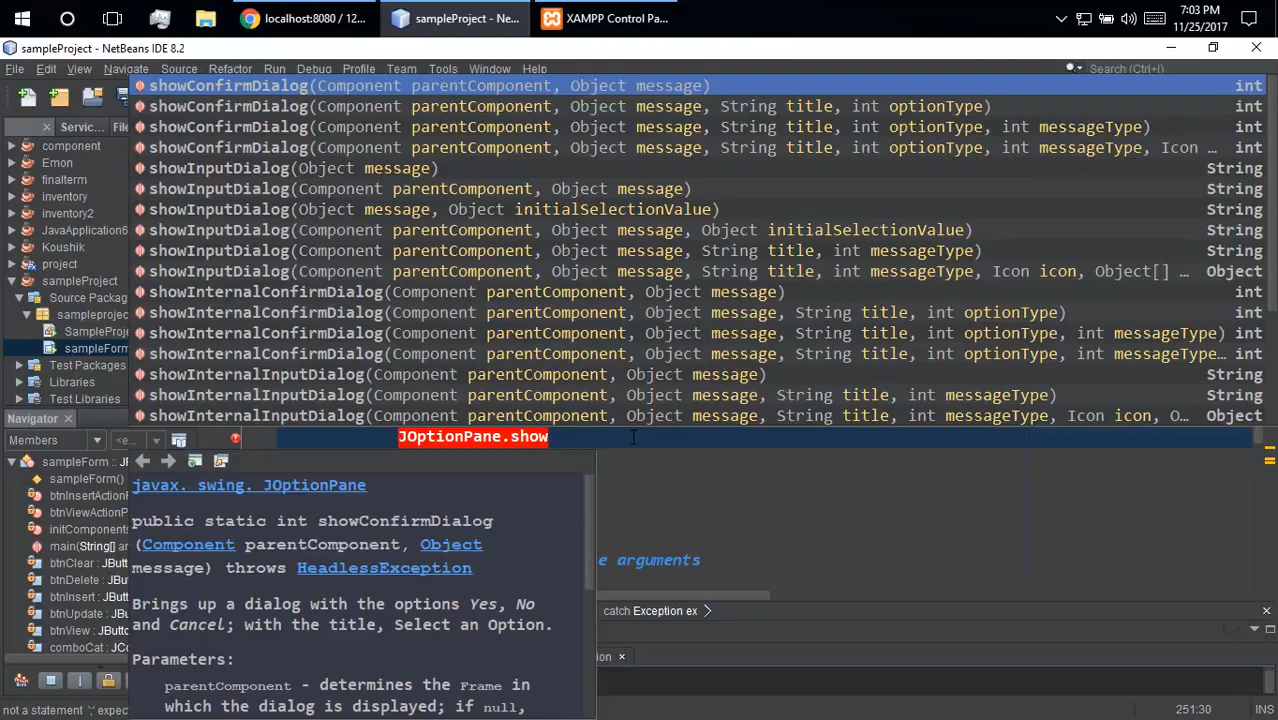 localhost:8080 / 12...
sampleProject - Ne...
XAMPP Control Pa...
7:03 PM
11/25/2017
sampleProject - NetBeans IDE 8.2
File Edit View Navigate Source Refactor Run Debug Profile Team Tools Window Help
Search (Ctrl+I)
showConfirmDialog(Component parentComponent, Object message) int
showConfirmDialog(Component parentComponent, Object message, String title, int optionType) int
showConfirmDialog(Component parentComponent, Object message, String title, int optionType, int messageType) int
showConfirmDialog(Component parentComponent, Object message, String title, int optionType, int messageType, Icon ... int
showInputDialog(Object message) String
showInputDialog(Component parentComponent, Object message) String
showInputDialog(Object message, Object initialSelectionValue) String
showInputDialog(Component parentComponent, Object message, Object initialSelectionValue) String
showInputDialog(Component parentComponent, Object message, String title, int messageType) String
showInputDialog(Component parentComponent, Object message, String title, int messageType, Icon icon, Object[] ... Object
showInternalConfirmDialog(Component parentComponent, Object message) int
showInternalConfirmDialog(Component parentComponent, Object message, String title, int optionType) int
showInternalConfirmDialog(Component parentComponent, Object message, String title, int optionType, int messageType) int
showInternalConfirmDialog(Component parentComponent, Object message, String title, int optionType, int messageType... int
showInternalInputDialog(Component parentComponent, Object message) String
showInternalInputDialog(Component parentComponent, Object message, String title, int messageType) String
showInternalInputDialog(Component parentComponent, Object message, String title, int messageType, Icon icon, O... Object
Servic... File
component
Emon
finalterm
inventory
inventory2
JavaApplication6
Koushik
project
sampleProject
Source Packag
sampleprojec
SampleProj
sampleForm
Test Packages
Libraries
Test Libraries
Navigator
Members <e...
sampleForm :: JF
sampleForm()
btnInsertActionP
btnViewActionP
initComponents
main(String[] ar
btnClear : JButt
btnDelete : JBu
btnInsert : JButt
btnUpdate : JBu
btnView : JButto
comboCat : JCo
JOptionPane.show
javax. swing. JOptionPane
public static int showConfirmDialog
(Component parentComponent, Object
message) throws HeadlessException
Brings up a dialog with the options Yes, No
and Cancel; with the title, Select an Option.
Parameters:
parentComponent - determines the Frame in
which the dialog is displayed; if null,
e arguments
catch Exception ex
ion
not a statement ';' expect
251:30 INS